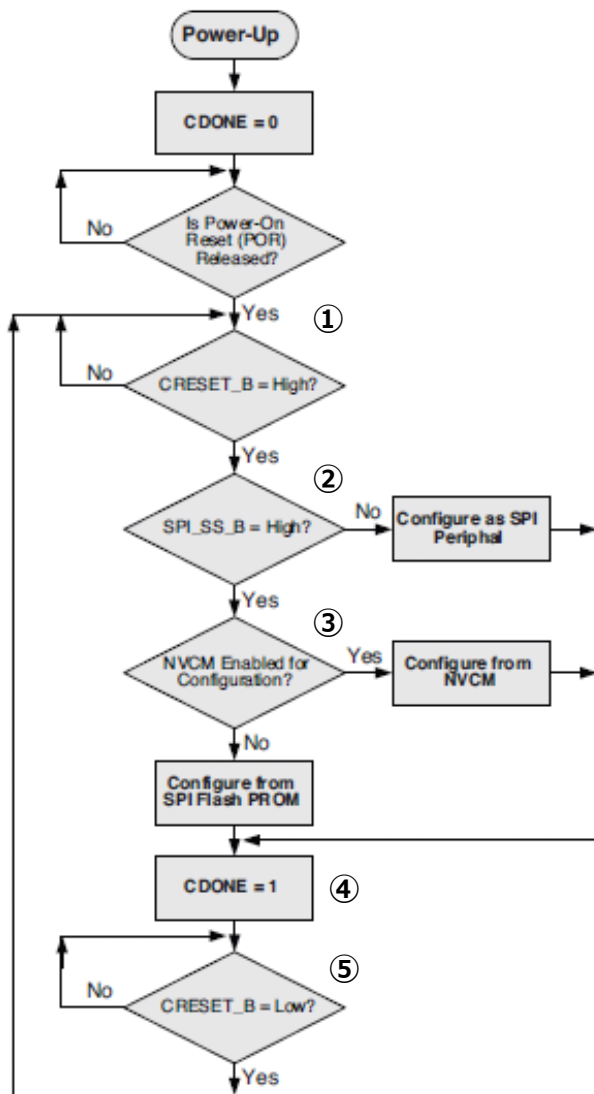 Power-Up
CDONE = 0
No
Is Power-On
Reset (POR)
Released?
Yes
①
No
CRESET_B = High?
Yes
②
SPI_SS_B = High?
No
Configure as SPI
Periphal
Yes
③
NVCM Enabled for
Configuration?
Yes
Configure from
NVCM
No
Configure from
SPI Flash PROM
CDONE = 1
④
⑤
No
CRESET_B = Low?
Yes